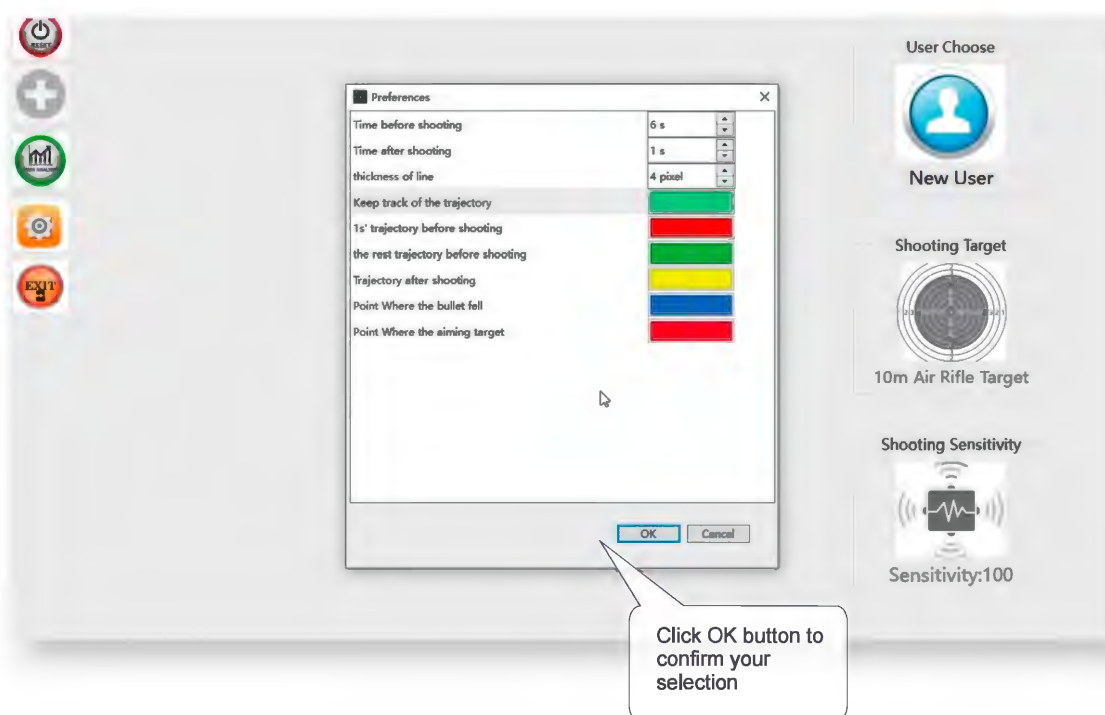 RESET
User Choose
Preferences
Time before shooting
6 s
Time after shooting
1 s
thickness of line
4 pixel
Keep track of the trajectory
1s' trajectory before shooting
the rest trajectory before shooting
Trajectory after shooting
Point Where the bullet fell
Point Where the aiming target
OK
Cancel
New User
Shooting Target
10m Air Rifle Target
Shooting Sensitivity
Sensitivity:100
EXIT
Click OK button to
confirm your
selection